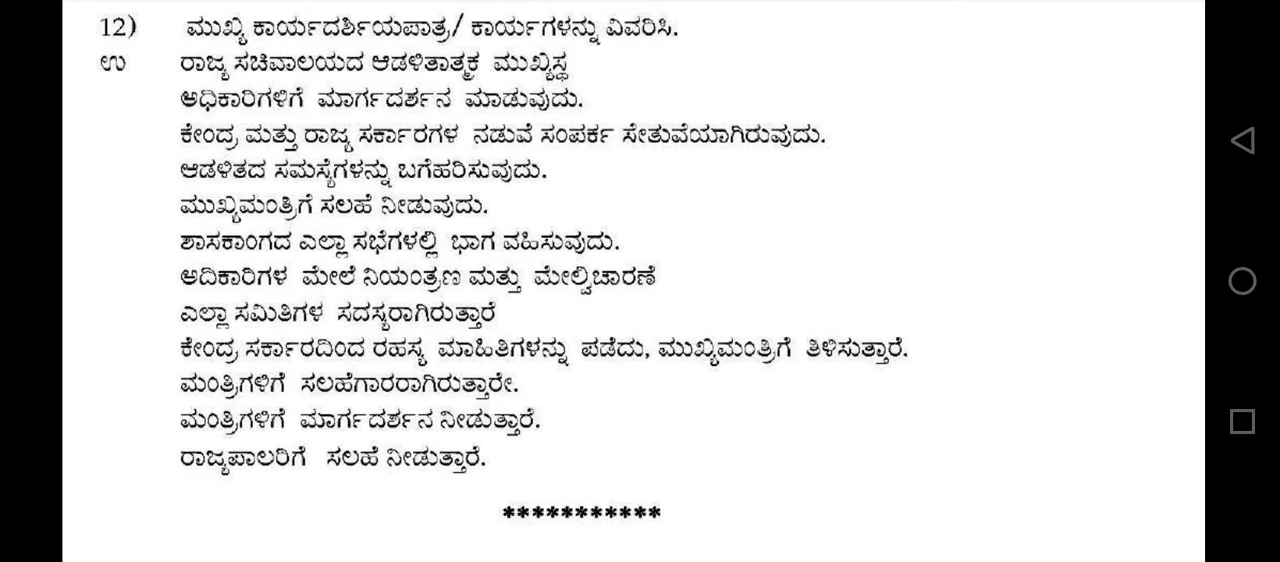 12) ಮುಖ್ಯ ಕಾರ್ಯದರ್ಶಿಯಪಾತ್ರ/ ಕಾರ್ಯಗಳನ್ನು ವಿವರಿಸಿ.
ಉ ರಾಜ್ಯ ಸಚಿವಾಲಯದ ಆಡಳಿತಾತ್ಮಕ ಮುಖ್ಯಸ್ಥ
ಅಧಿಕಾರಿಗಳಿಗೆ ಮಾರ್ಗದರ್ಶನ ಮಾಡುವುದು.
ಕೇಂದ್ರ ಮತ್ತು ರಾಜ್ಯ ಸರ್ಕಾರಗಳ ನಡುವೆ ಸಂಪರ್ಕ ಸೇತುವೆಯಾಗಿರುವುದು.
ಆಡಳಿತದ ಸಮಸ್ಯೆಗಳನ್ನು ಬಗೆಹರಿಸುವುದು.
ಮುಖ್ಯಮಂತ್ರಿಗೆ ಸಲಹೆ ನೀಡುವುದು.
ಶಾಸಕಾಂಗದ ಎಲ್ಲಾ ಸಭೆಗಳಲ್ಲಿ ಭಾಗ ವಹಿಸುವುದು.
ಅದಿಕಾರಿಗಳ ಮೇಲೆ ನಿಯಂತ್ರಣ ಮತ್ತು ಮೇಲ್ವಿಚಾರಣೆ
ಎಲ್ಲಾ ಸಮಿತಿಗಳ ಸದಸ್ಯರಾಗಿರುತ್ತಾರೆ
ಕೇಂದ್ರ ಸರ್ಕಾರದಿಂದ ರಹಸ್ಯ ಮಾಹಿತಿಗಳನ್ನು ಪಡೆದು, ಮುಖ್ಯಮಂತ್ರಿಗೆ ತಿಳಿಸುತ್ತಾರೆ.
ಮಂತ್ರಿಗಳಿಗೆ ಸಲಹೆಗಾರರಾಗಿರುತ್ತಾರೇ.
ಮಂತ್ರಿಗಳಿಗೆ ಮಾರ್ಗದರ್ಶನ ನೀಡುತ್ತಾರೆ.
ರಾಜ್ಯಪಾಲರಿಗೆ ಸಲಹೆ ನೀಡುತ್ತಾರೆ.
***********